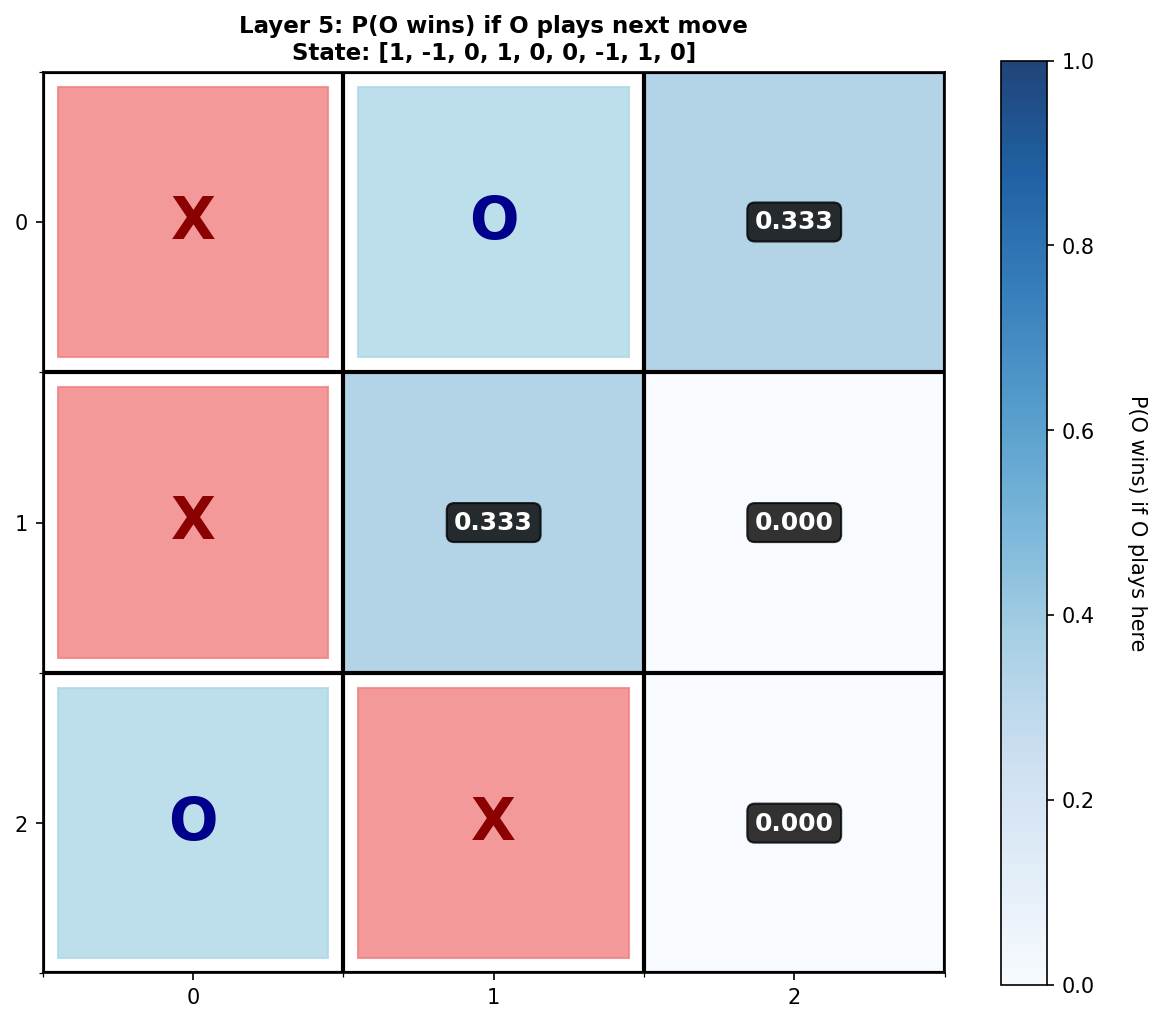 Layer 5: P(O wins) if O plays next move
State: [1, -1, 0, 1, 0, 0, -1, 1, 0]
0
X
O
0.333
1
X
0.333
0.000
2
O
X
0.000
0
1
2
1.0
0.8
0.6
0.4
0.2
0.0
P(O wins) if O plays here